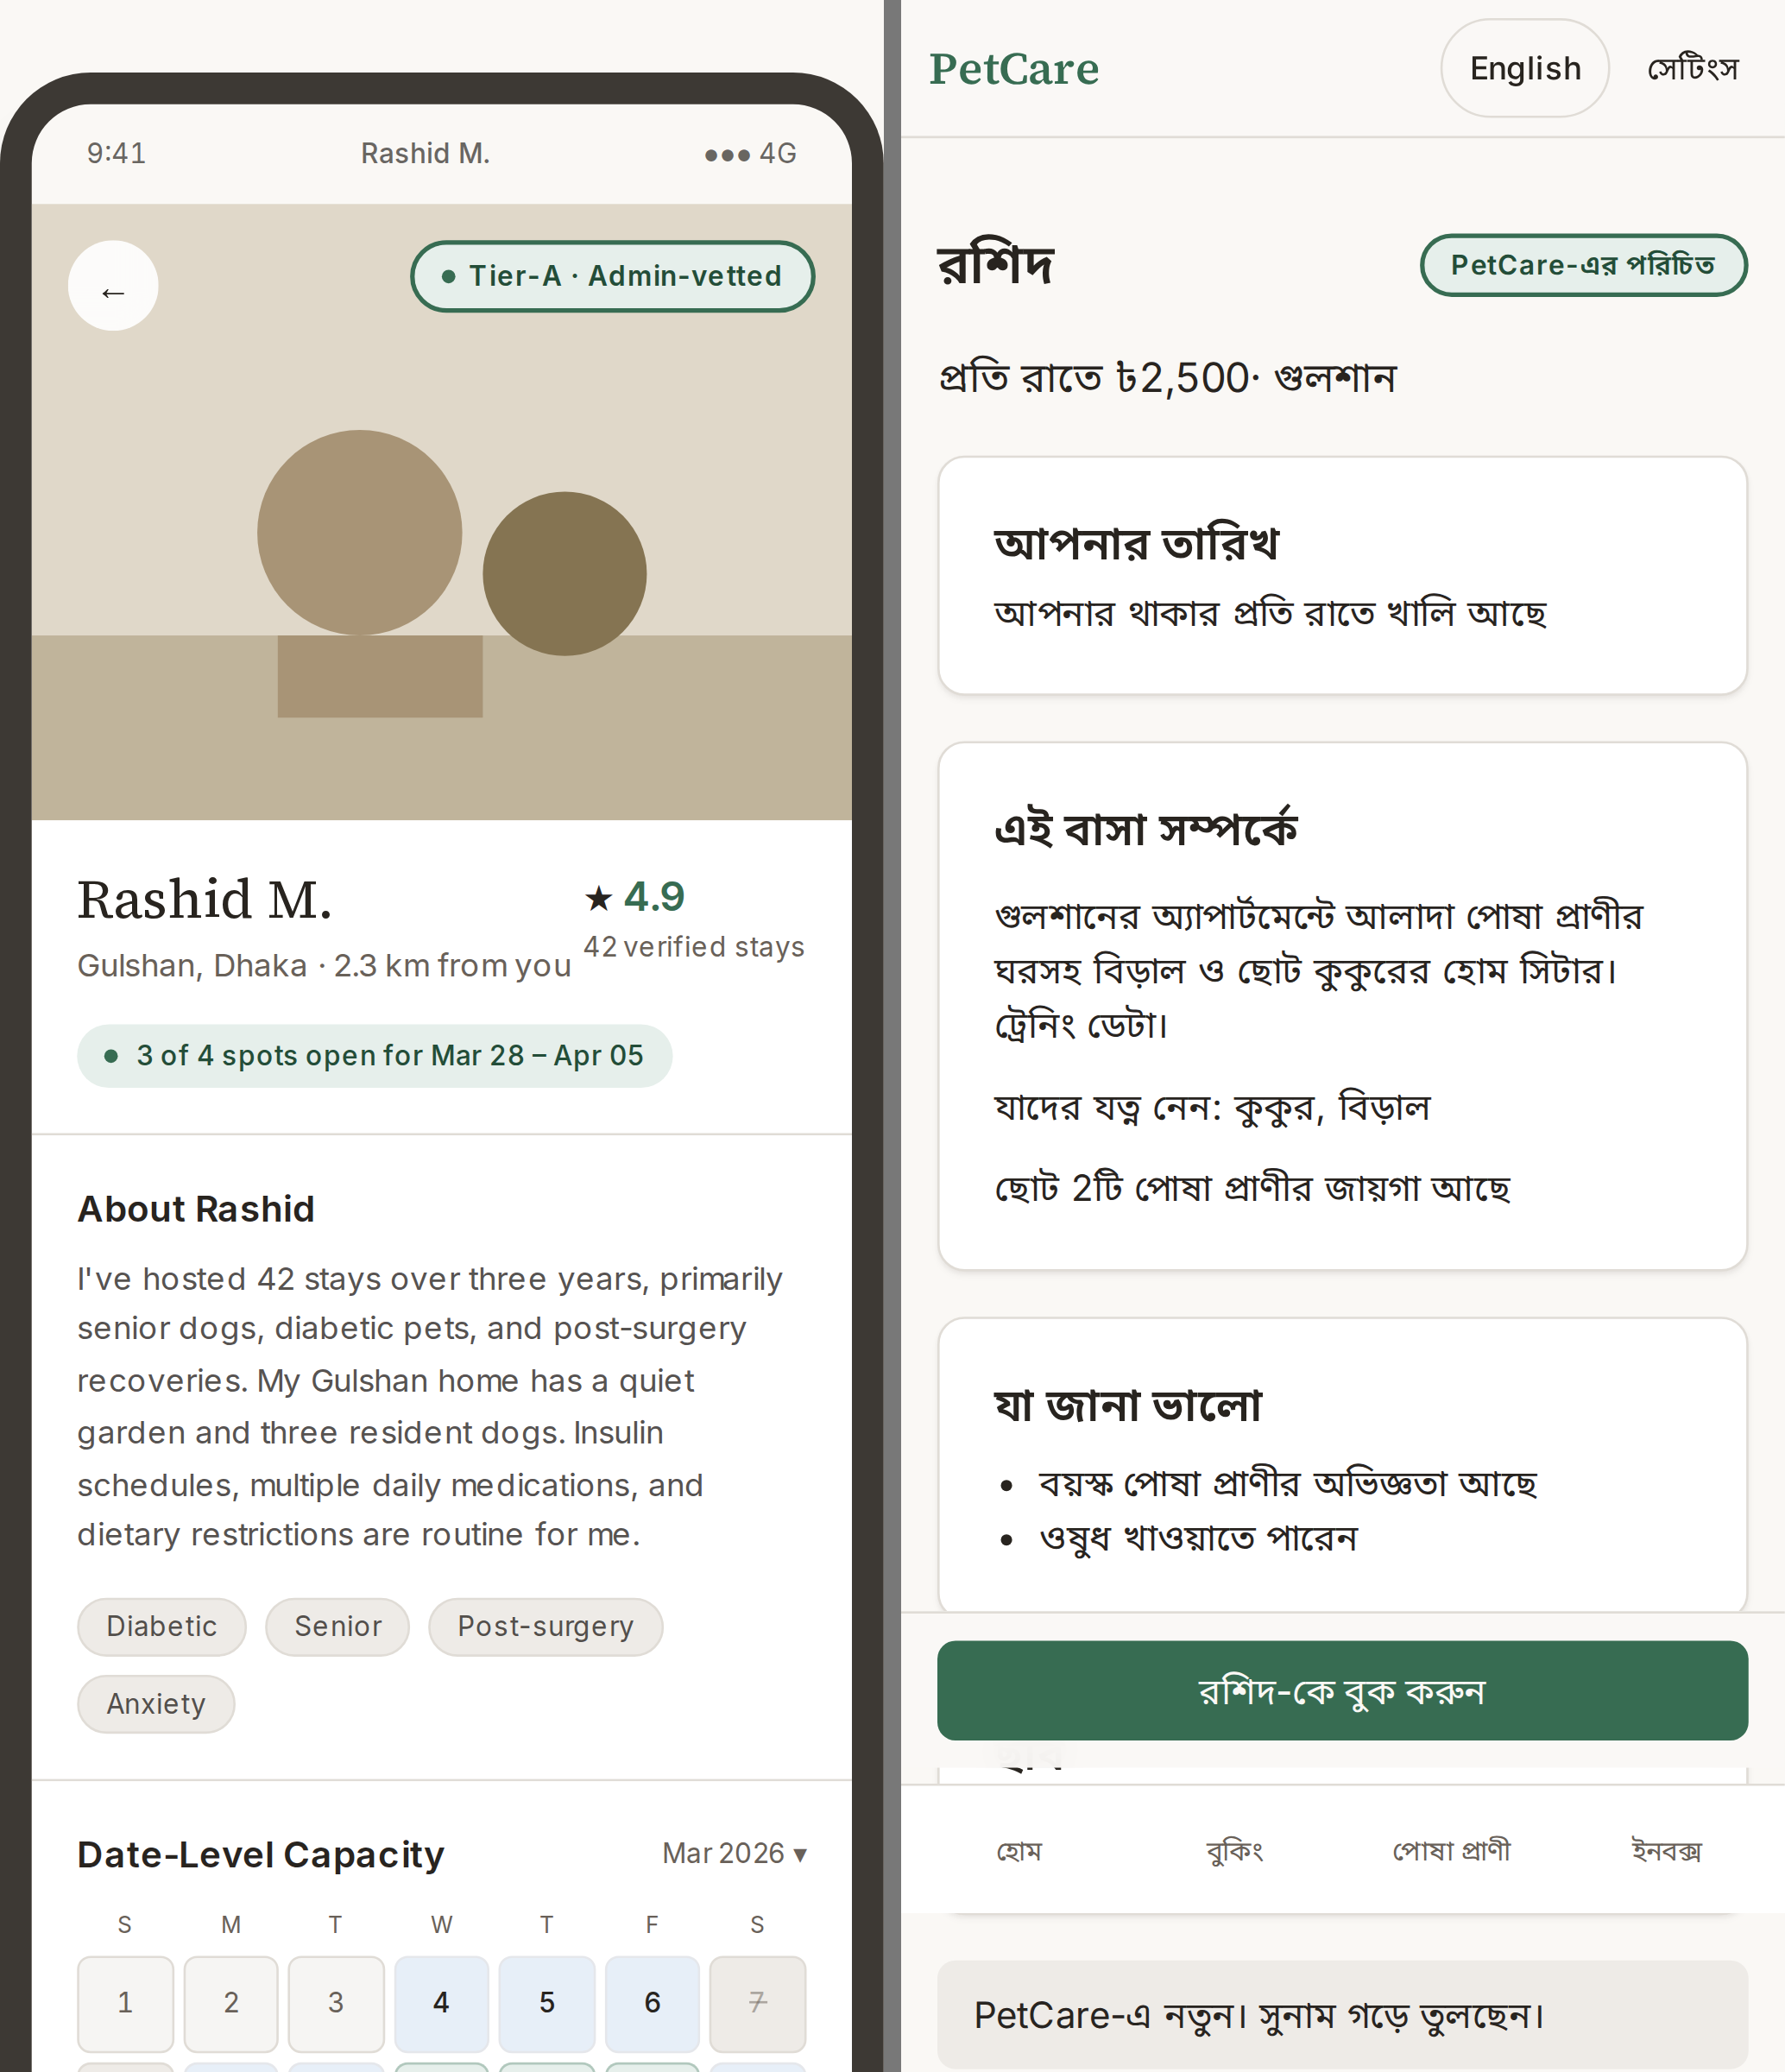 9:41 Rashid M. ●●● 4G
←
Tier-A · Admin-vetted
Rashid M.
★ 4.9
42 verified stays
Gulshan, Dhaka · 2.3 km from you
3 of 4 spots open for Mar 28 – Apr 05
About Rashid
I've hosted 42 stays over three years, primarily
senior dogs, diabetic pets, and post-surgery
recoveries. My Gulshan home has a quiet
garden and three resident dogs. Insulin
schedules, multiple daily medications, and
dietary restrictions are routine for me.
Diabetic Senior Post-surgery
Anxiety
Date-Level Capacity Mar 2026 ▾
S M T W T F S
1 2 3 4 5 6 7
PetCare English সেটিংস
রশিদ PetCare-এর পরিচিত
প্রতি রাতে ৳2,500· গুলশান
আপনার তারিখ
আপনার থাকার প্রতি রাতে খালি আছে
এই বাসা সম্পর্কে
গুলশানের অ্যাপার্টমেন্টে আলাদা পোষা প্রাণীর
ঘরসহ বিড়াল ও ছোট কুকুরের হোম সিটার।
ট্রেনিং ডেটা।
যাদের যত্ন নেন: কুকুর, বিড়াল
ছোট 2টি পোষা প্রাণীর জায়গা আছে
যা জানা ভালো
• বয়স্ক পোষা প্রাণীর অভিজ্ঞতা আছে
• ওষুধ খাওয়াতে পারেন
রশিদ-কে বুক করুন
হোম বুকিং পোষা প্রাণী ইনবক্স
PetCare-এ নতুন। সুনাম গড়ে তুলছেন।